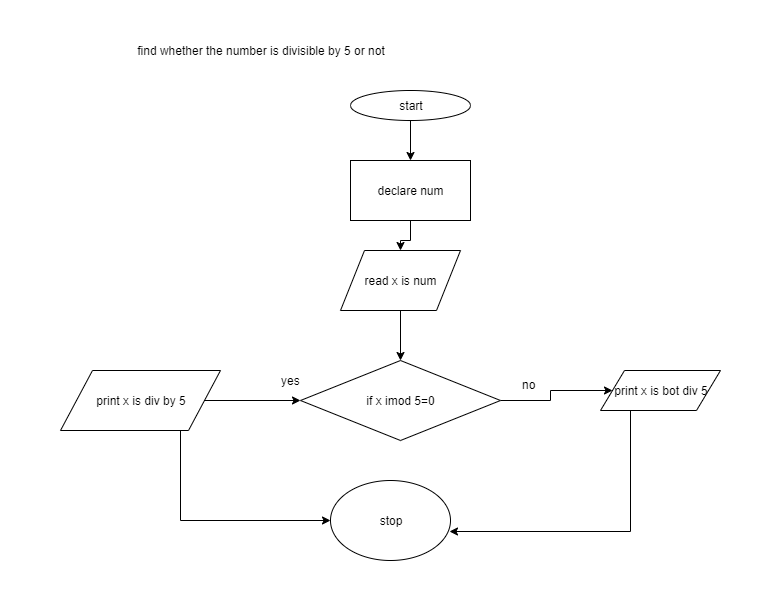 find whether the number is divisible by 5 or not
start
declare num
read x is num
yes
no
print x is div by 5
if x imod 5=0
print x is bot div 5
stop